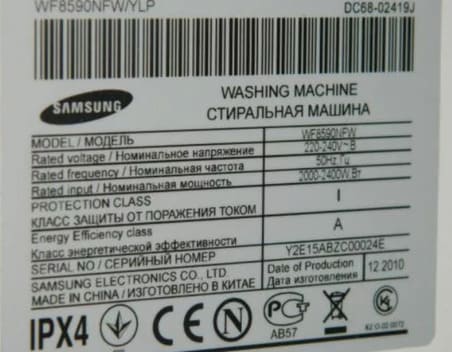 WF8590NFW/YLP DC68-02419J
SAMSUNG
WASHING MACHINE
СТИРАЛЬНАЯ МАШИНА
MODEL / МОДЕЛЬ WF8590NFW
Rated voltage / Номинальное напряжение 220-240V~В
Rated frequency / Номинальная частота 50Hz,Гц
Rated input / Номинальная мощность 2000-2400W,Вт
PROTECTION CLASS
КЛАСС ЗАЩИТЫ ОТ ПОРАЖЕНИЯ ТОКОМ I
Energy Efficiency class
Класс энергетической эффективности A
SERIAL NO / СЕРИЙНЫЙ НОМЕР Y2E15ABZC00024E
SAMSUNG ELECTRONICS CO., LTD.
MADE IN CHINA / ИЗГОТОВЛЕНО В КИТАЕ
Date of Production
Дата изготовления 12.2010
IPX4 CE N
АВ57